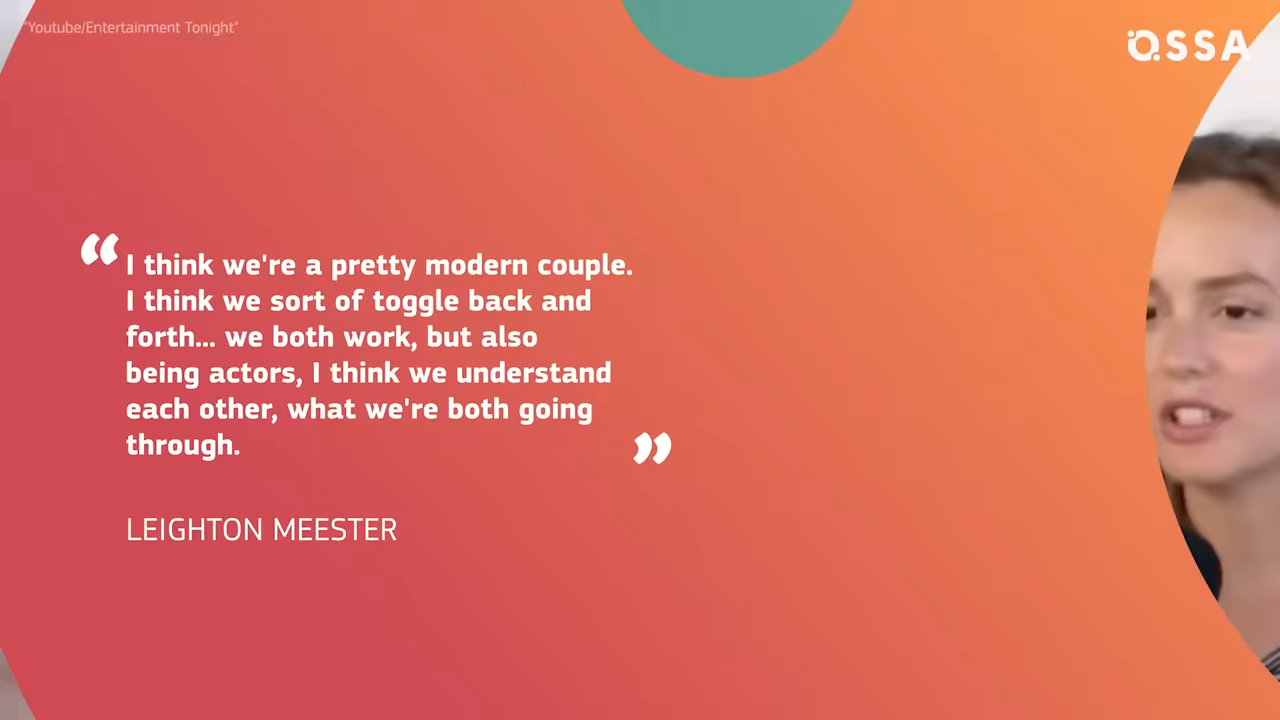 "Youtube/Entertainment Tonight"
OSSA
“I think we're a pretty modern couple.
I think we sort of toggle back and
forth... we both work, but also
being actors, I think we understand
each other, what we're both going
through.”
LEIGHTON MEESTER